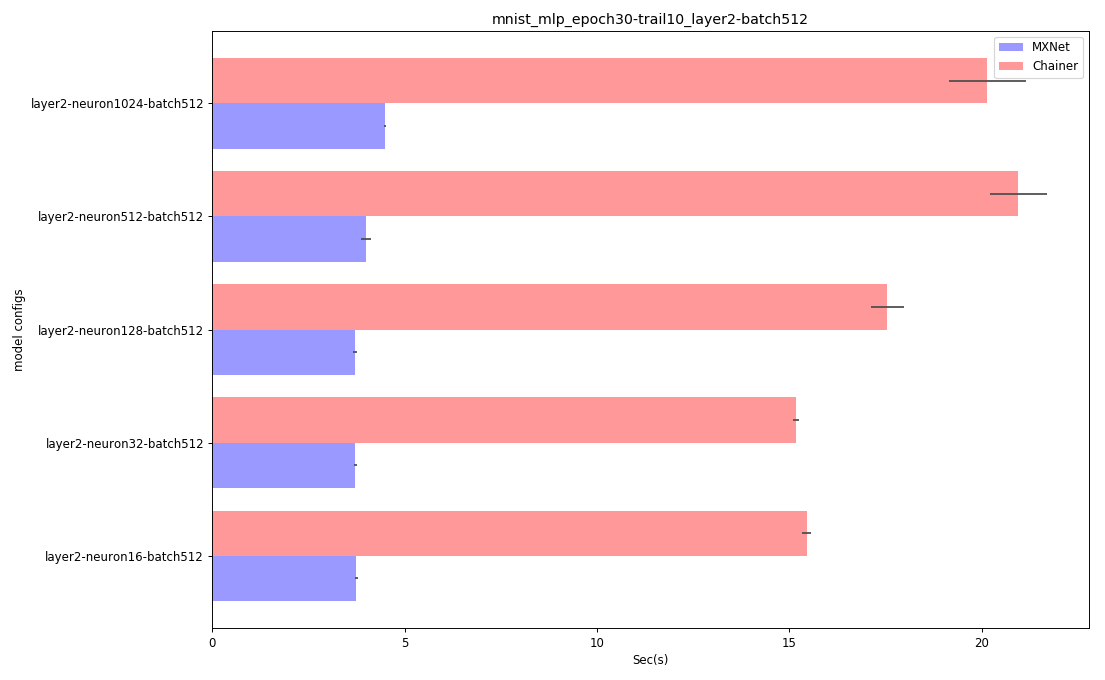 mnist_mlp_epoch30-trail10_layer2-batch512
MXNet
Chainer
layer2-neuron1024-batch512
layer2-neuron512-batch512
layer2-neuron128-batch512
layer2-neuron32-batch512
layer2-neuron16-batch512
model configs
0 5 10 15 20
Sec(s)